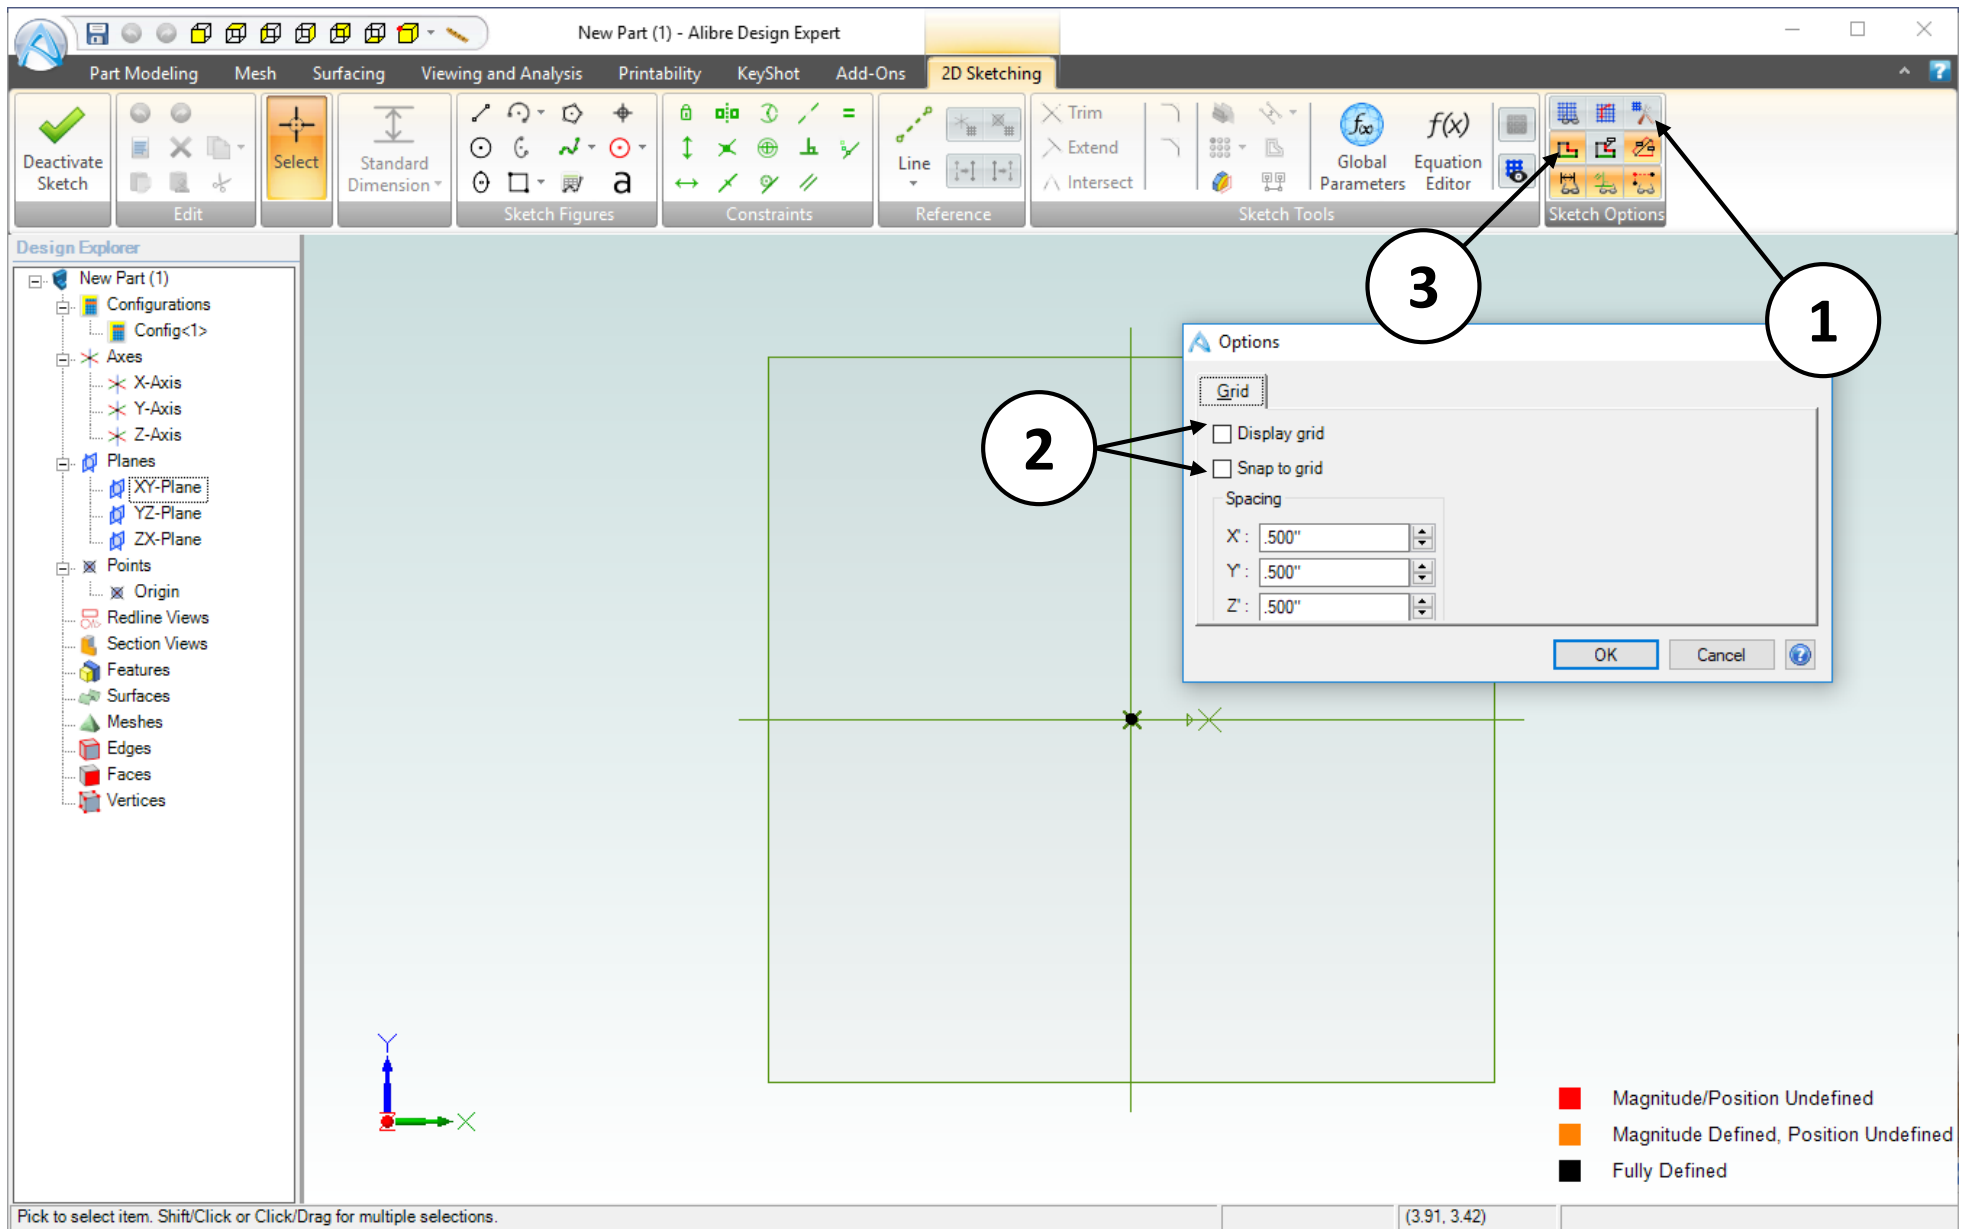 New Part (1) - Alibre Design Expert
Part Modeling Mesh Surfacing Viewing and Analysis Printability KeyShot Add-Ons 2D Sketching
Deactivate Sketch
Edit
Select
Standard Dimension
a
Sketch Figures
Constraints
Line
Reference
Trim
Extend
Intersect
Global Parameters
f(x)
Equation Editor
Sketch Tools
Sketch Options
Design Explorer
New Part (1)
Configurations
Config<1>
Axes
X-Axis
Y-Axis
Z-Axis
Planes
XY-Plane
YZ-Plane
ZX-Plane
Points
Origin
Redline Views
Section Views
Features
Surfaces
Meshes
Edges
Faces
Vertices
3
1
2
Options
Grid
Display grid
Snap to grid
Spacing
X' : .500"
Y' : .500"
Z' : .500"
OK Cancel
X
Y
X
Z
Magnitude/Position Undefined
Magnitude Defined, Position Undefined
Fully Defined
Pick to select item. Shift/Click or Click/Drag for multiple selections.
(3.91, 3.42)